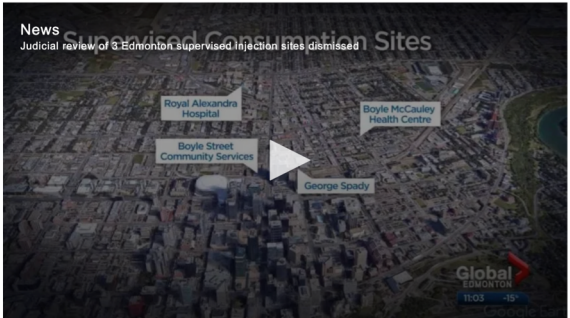 News
Supervised Consumption Sites
Judicial review of 3 Edmonton supervised injection sites dismissed
Royal Alexandra
Hospital
Boyle McCauley
Health Centre
Boyle Street
Community Services
George Spady
Global
EDMONTON
11:03 -15°
Google